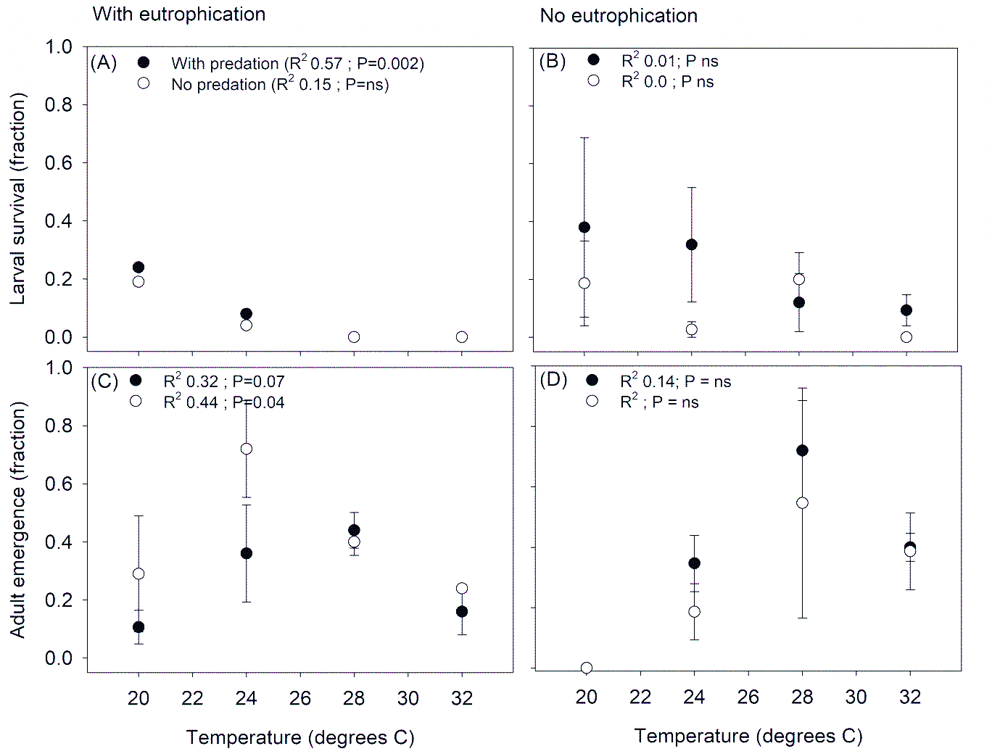 With eutrophication
No eutrophication
(A)
With predation (R2 0.57 ; P=0.002)
No predation (R2 0.15 ; P=ns)
(B)
R2 0.01; P ns
R2 0.0 ; P ns
Larval survival (fraction)
1.0
0.8
0.6
0.4
0.2
0.0
(C)
R2 0.32 ; P=0.07
R2 0.44 ; P=0.04
(D)
R2 0.14; P = ns
R2 ; P = ns
Adult emergence (fraction)
1.0
0.8
0.6
0.4
0.2
0.0
20 22 24 26 28 30 32
20 22 24 26 28 30 32
Temperature (degrees C)
Temperature (degrees C)